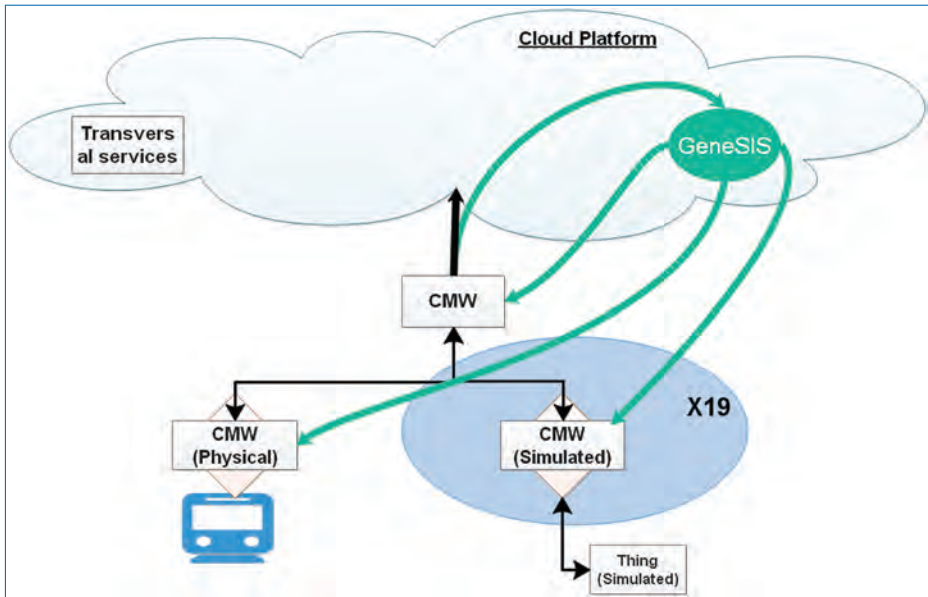 Cloud Platform
Transvers
al services
GeneSIS
CMW
X19
CMW
(Physical)
CMW
(Simulated)
Thing
(Simulated)